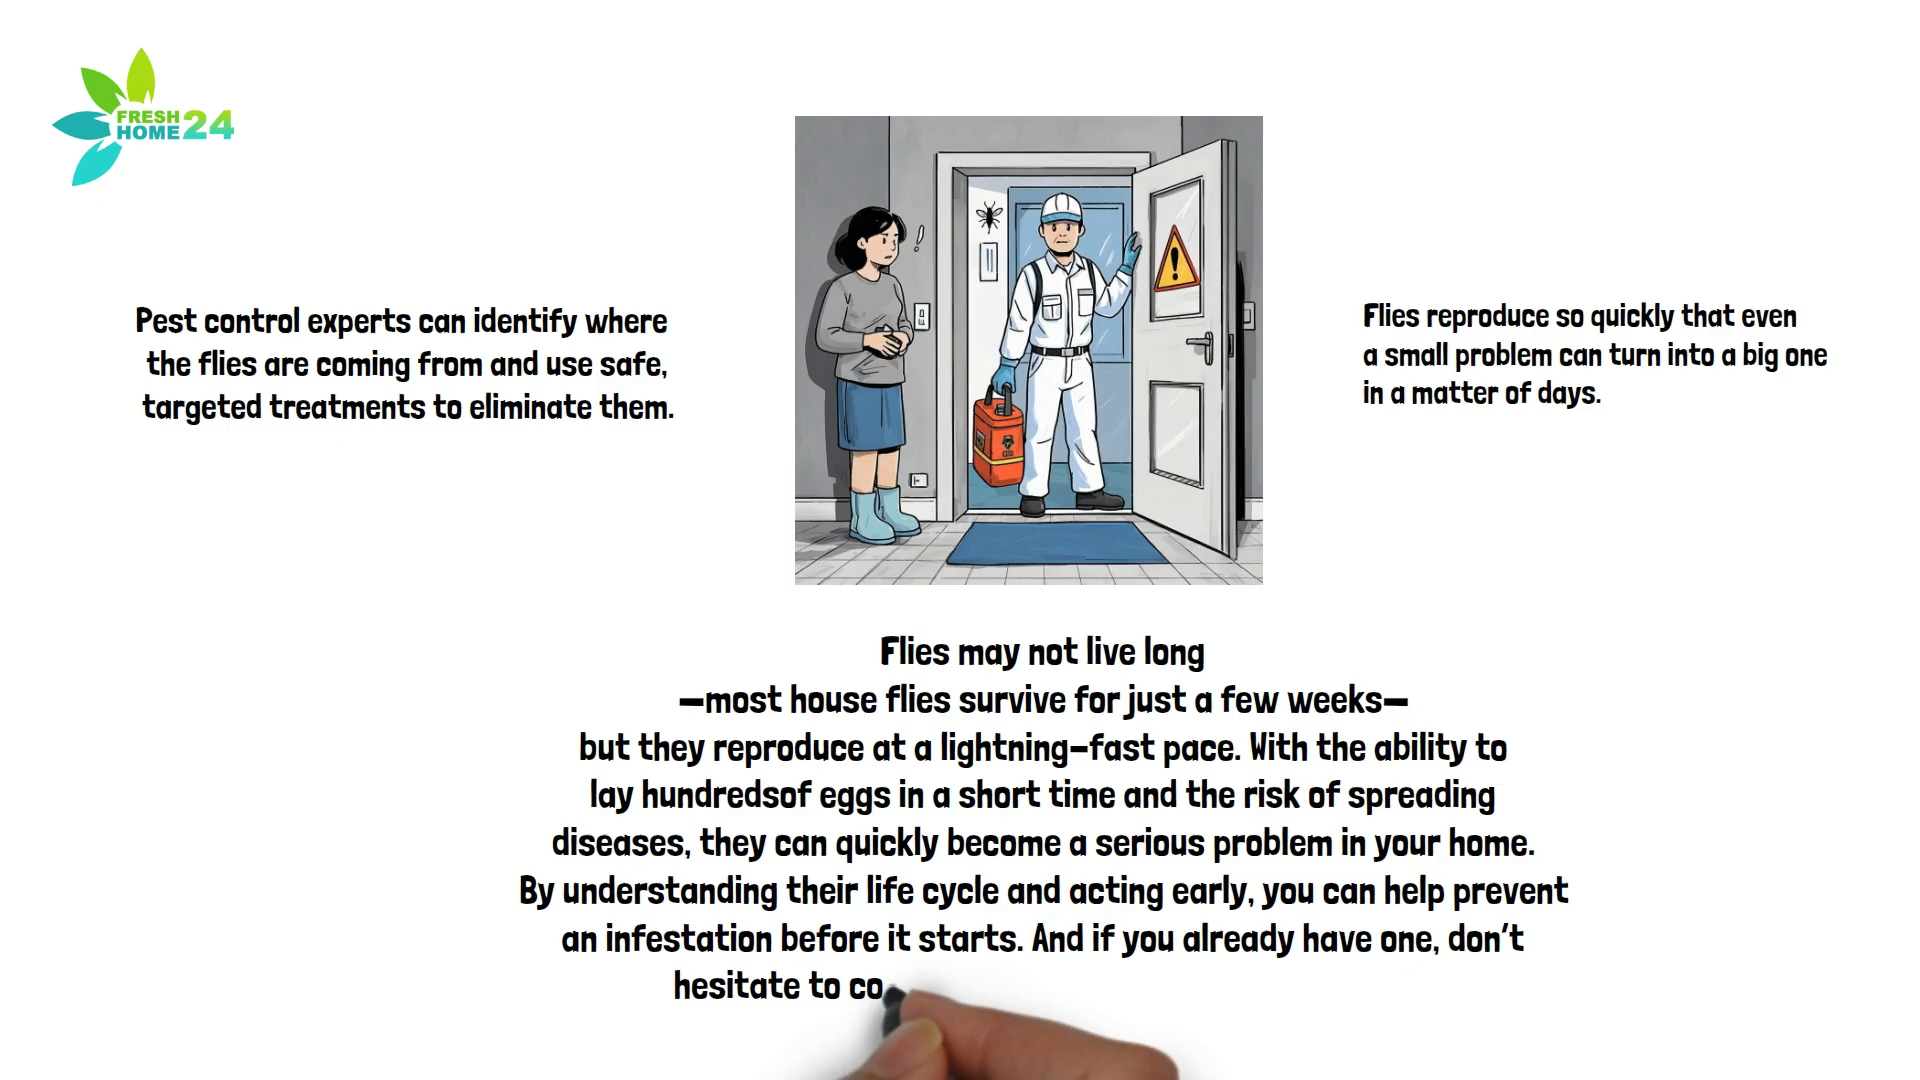 FRESH
HOME 24
Pest control experts can identify where
the flies are coming from and use safe,
targeted treatments to eliminate them.
Flies reproduce so quickly that even
a small problem can turn into a big one
in a matter of days.
Flies may not live long
—most house flies survive for just a few weeks—
but they reproduce at a lightning-fast pace. With the ability to
lay hundredsof eggs in a short time and the risk of spreading
diseases, they can quickly become a serious problem in your home.
By understanding their life cycle and acting early, you can help prevent
an infestation before it starts. And if you already have one, don't
hesitate to co